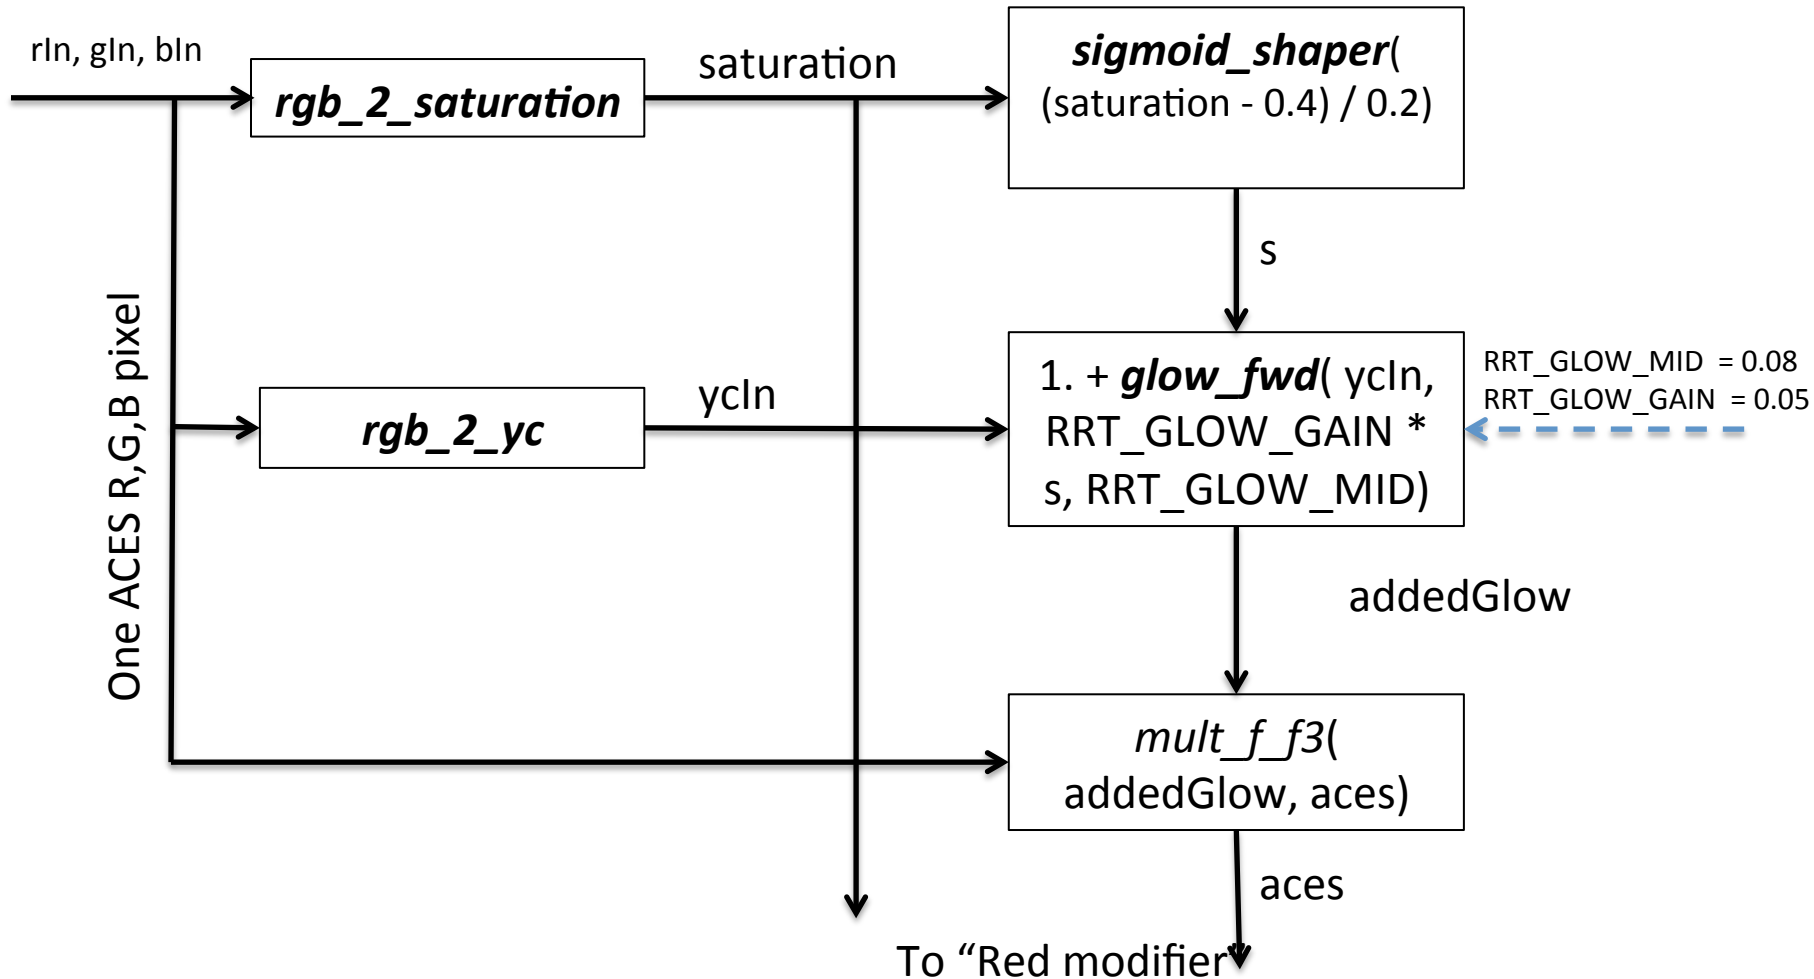 rIn, gIn, bIn
rgb_2_saturation
saturation
sigmoid_shaper(
(saturation - 0.4) / 0.2)
s
One ACES R,G,B pixel
rgb_2_yc
ycIn
1. + glow_fwd( ycIn,
RRT_GLOW_GAIN *
s, RRT_GLOW_MID)
RRT_GLOW_MID = 0.08
RRT_GLOW_GAIN = 0.05
addedGlow
mult_f_f3(
addedGlow, aces)
aces
To “Red modifier”